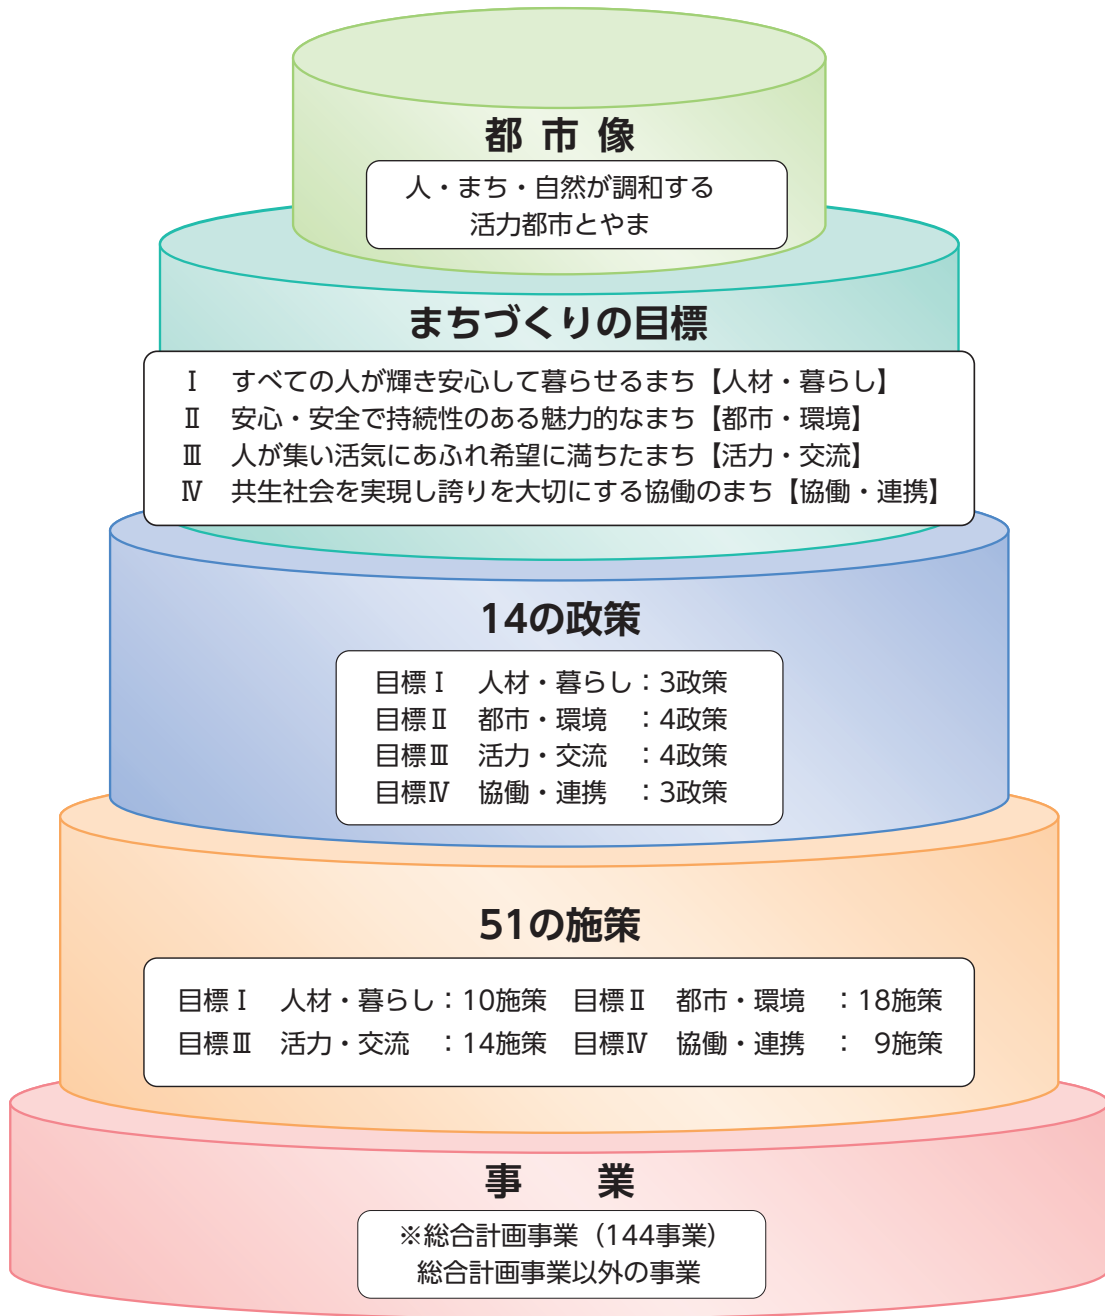 都市像
人・まち・自然が調和する
活力都市とやま
まちづくりの目標
Ⅰ　すべての人が輝き安心して暮らせるまち【人材・暮らし】
Ⅱ　安心・安全で持続性のある魅力的なまち【都市・環境】
Ⅲ　人が集い活気にあふれ希望に満ちたまち【活力・交流】
Ⅳ　共生社会を実現し誇りを大切にする協働のまち【協働・連携】
14の政策
目標Ⅰ　人材・暮らし：3政策
目標Ⅱ　都市・環境　：4政策
目標Ⅲ　活力・交流　：4政策
目標Ⅳ　協働・連携　：3政策
51の施策
目標Ⅰ　人材・暮らし：10施策　目標Ⅱ　都市・環境　：18施策
目標Ⅲ　活力・交流　：14施策　目標Ⅳ　協働・連携　：　9施策
事　業
※総合計画事業（144事業）
総合計画事業以外の事業